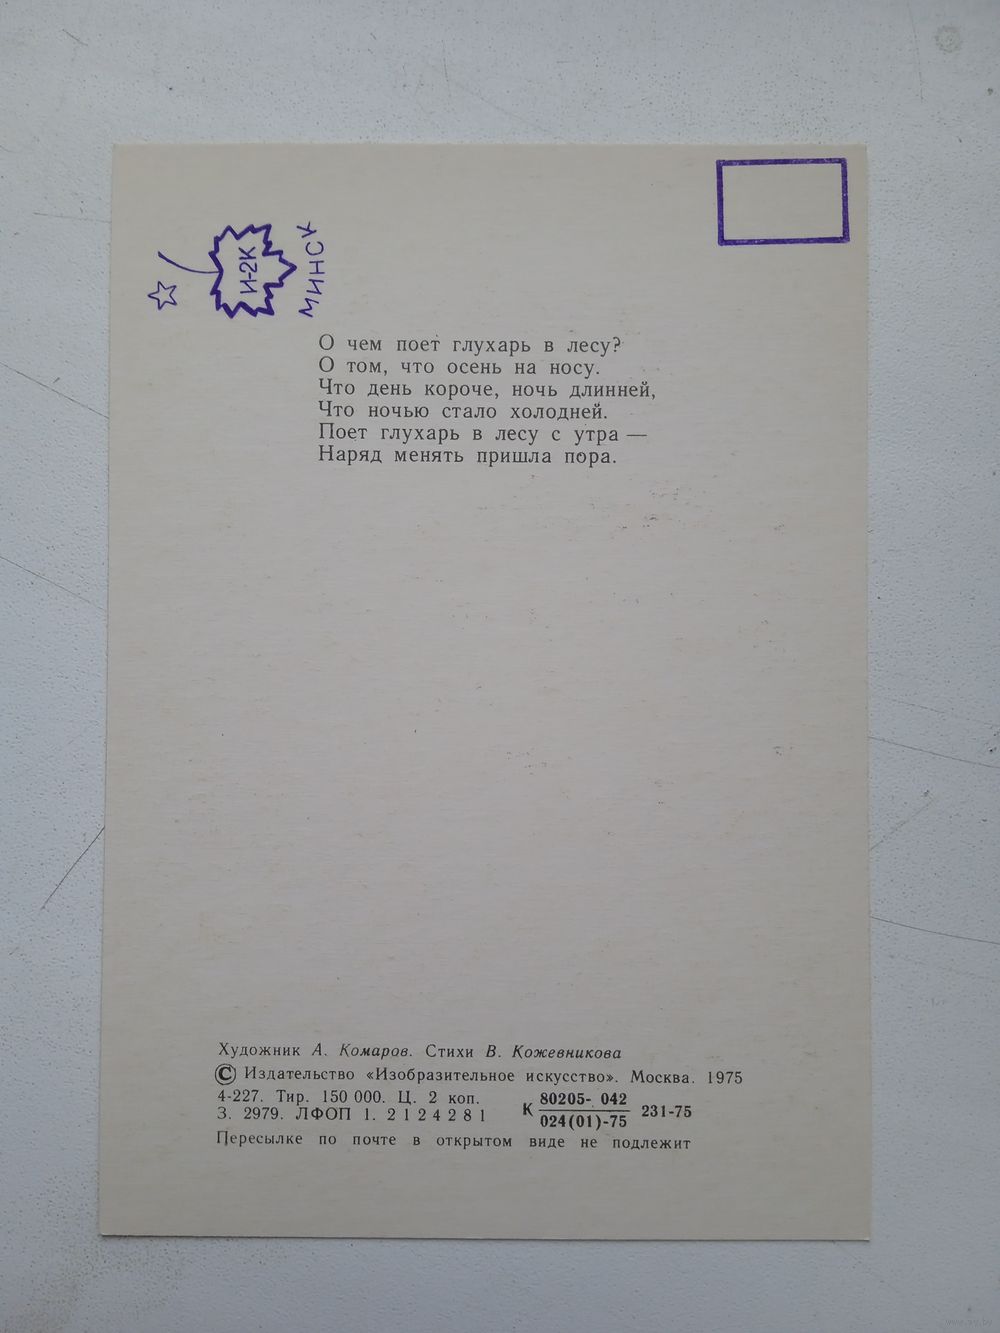 И-2К
МИНСК
О чем поет глухарь в лесу?
О том, что осень на носу.
Что день короче, ночь длинней,
Что ночью стало холодней.
Поет глухарь в лесу с утра —
Наряд менять пришла пора.
Художник А. Комаров. Стихи В. Кожевникова
© Издательство «Изобразительное искусство». Москва. 1975
4-227. Тир. 150 000. Ц. 2 коп.
З. 2979. ЛФОП 1. 2 1 2 4 2 8 1
К 80205- 042
024(01)-75 231-75
Пересылке по почте в открытом виде не подлежит